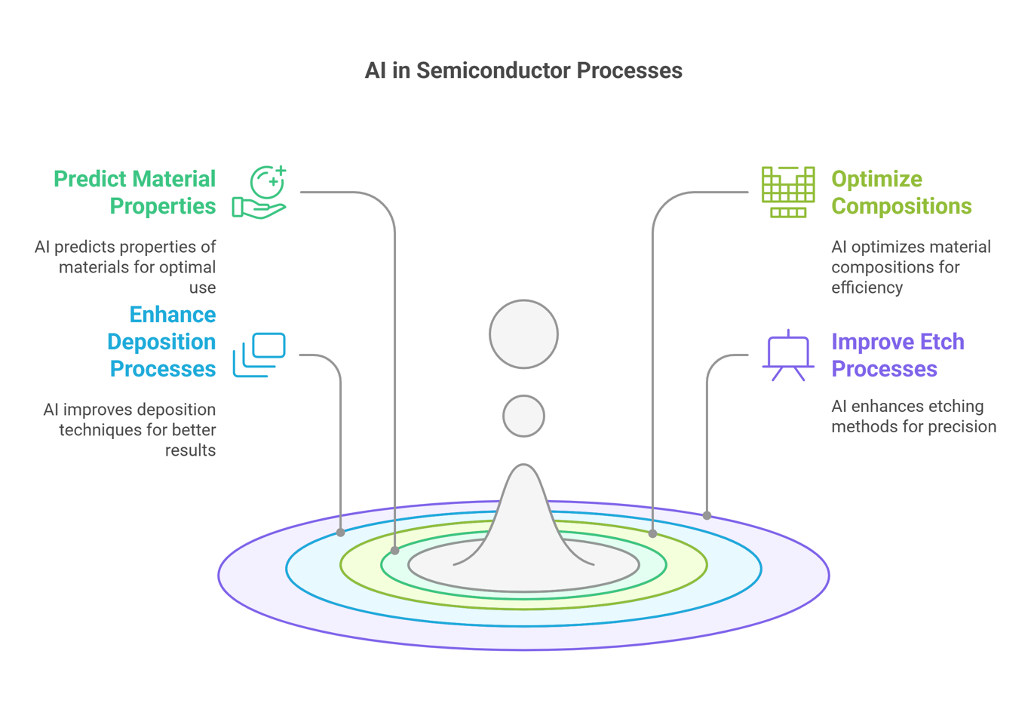 AI in Semiconductor Processes
Predict Material
Properties
AI predicts properties of
materials for optimal
use
Enhance
Deposition
Processes
AI improves deposition
techniques for better
results
Optimize
Compositions
AI optimizes material
compositions for
efficiency
Improve Etch
Processes
AI enhances etching
methods for precision